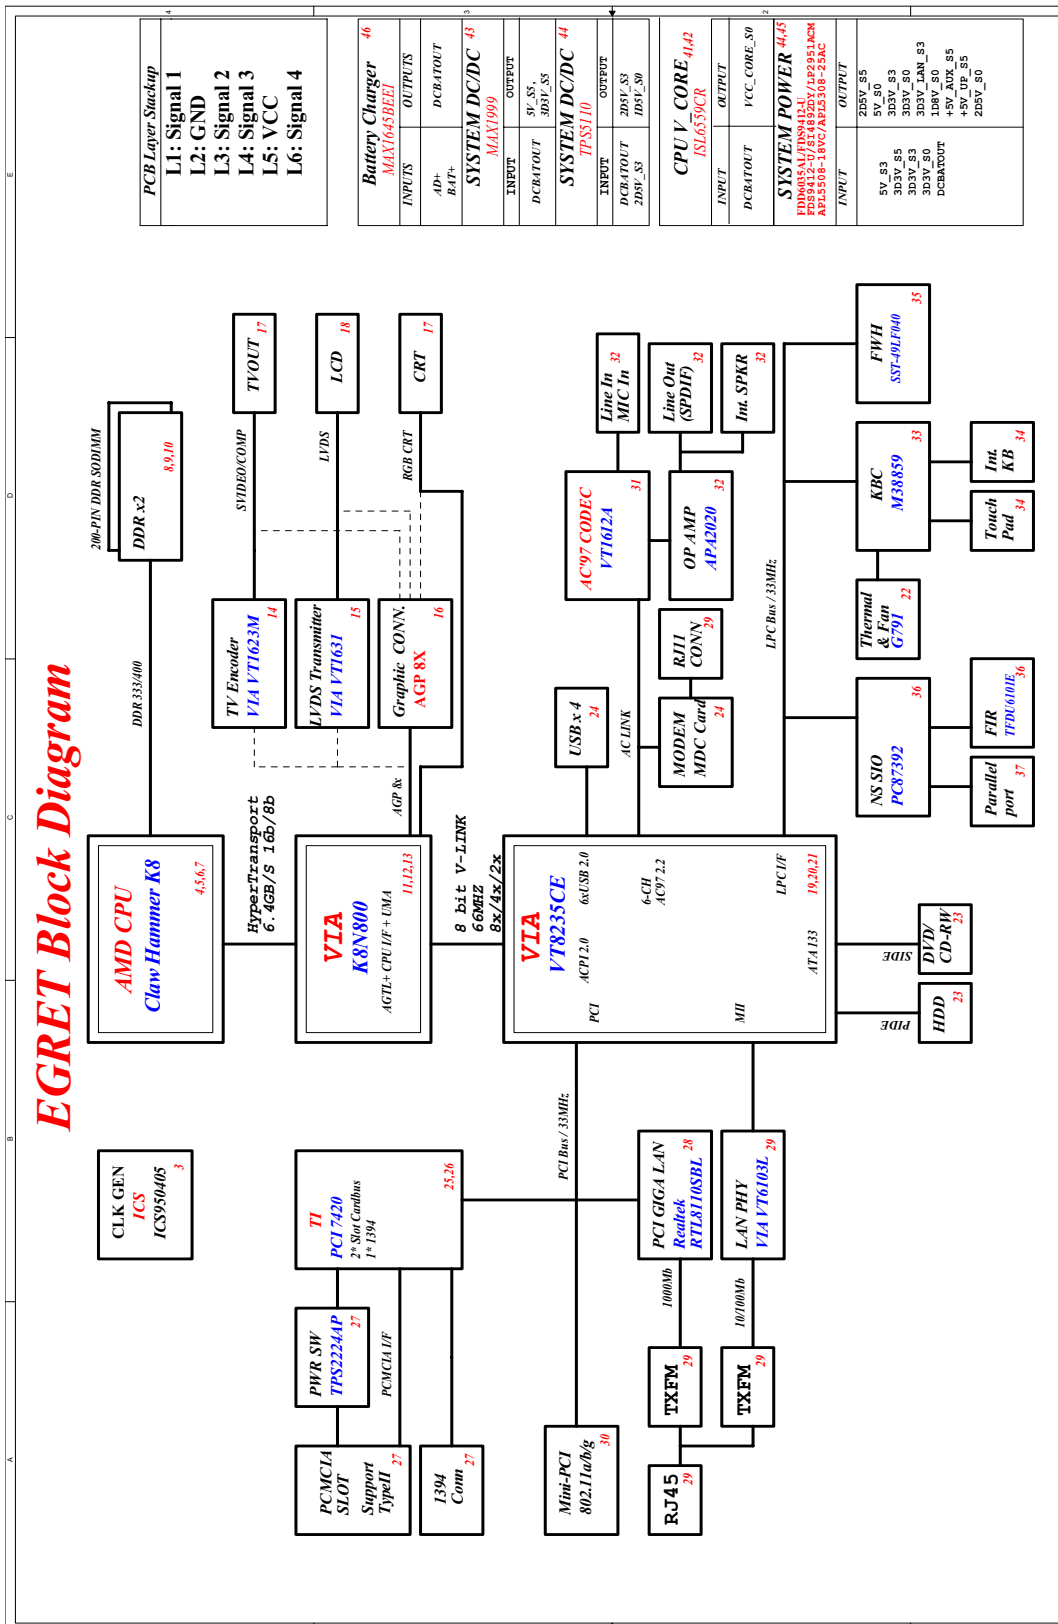 EGRET Block Diagram
CLK GEN
ICS
ICS950405
3
AMD CPU
Claw Hammer K8
4,5,6,7
DDR 333/400
200-PIN DDR SODIMM
DDR x2
8,9,10
HyperTransport
6.4GB/S 16b/8b
VIA
K8N800
AGTL+ CPU I/F + UMA
11,12,13
AGP 8x
TV Encoder
VIA VT1623M
14
LVDS Transmitter
VIA VT1631
15
Graphic CONN.
AGP 8X
16
SVIDEO/COMP
LVDS
RGB CRT
TVOUT
17
LCD
18
CRT
17
8 bit V-LINK
66MHZ
8x/4x/2x
VIA
VT8235CE
ACPI 2.0
6xUSB 2.0
PCI
6-CH
AC97 2.2
MII
LPC I/F
ATA 133
19,20,21
TI
PCI 7420
2* Slot Cardbus
1* 1394
25,26
PWR SW
TPS2224AP
27
PCMCIA I/F
PCMCIA
SLOT
Support
TypeII
27
1394
Conn
27
PCI Bus / 33MHz
Mini-PCI
802.11a/b/g
30
PCI GIGA LAN
Realtek
RTL8110SBL
28
1000Mb
TXFM
29
LAN PHY
VIA VT6103L
29
10/100Mb
TXFM
29
RJ45
29
PIDE
SIDE
HDD
23
DVD/
CD-RW
23
USB x 4
24
AC LINK
MODEM
MDC Card
24
RJ11
CONN
29
AC'97 CODEC
VT1612A
31
OP AMP
APA2020
32
Line In
MIC In
32
Line Out
(SPDIF)
32
Int. SPKR
32
LPC Bus / 33MHz
NS SIO
PC87392
36
Parallel
port
37
FIR
TFDU6101E
36
Thermal
& Fan
G791
22
KBC
M38859
33
Touch
Pad
34
Int.
KB
34
FWH
SST-49LF040
35
PCB Layer Stackup
L1: Signal 1
L2: GND
L3: Signal 2
L4: Signal 3
L5: VCC
L6: Signal 4
Battery Charger 46
MAX1645BEEI
INPUTS OUTPUTS
AD+
BAT+
DCBATOUT
SYSTEM DC/DC 43
MAX1999
INPUT OUTPUT
DCBATOUT
5V_S5,
3D3V_S5
SYSTEM DC/DC 44
TPS5110
INPUT OUTPUT
DCBATOUT 2D5V_S3
2D5V_S3 1D5V_S0
CPU V_CORE 41,42
ISL6559CR
INPUT OUTPUT
DCBATOUT VCC_CORE_S0
SYSTEM POWER 44,45
FDD6035AL/FDS9412-U
FDS9412-U/SI4892DY/LP2951ACM
APL5508-18VC/APL5308-25AC
INPUT OUTPUT
5V_S3
3D3V_S5
3D3V_S3
3D3V_S0
DCBATOUT
2D5V_S5
5V_S0
3D3V_S3
3D3V_S0
3D3V_LAN_S3
1D8V_S0
+5V_AUX_S5
+5V_UP_S5
2D5V_S0
A
B
C
D
E
4
3
2